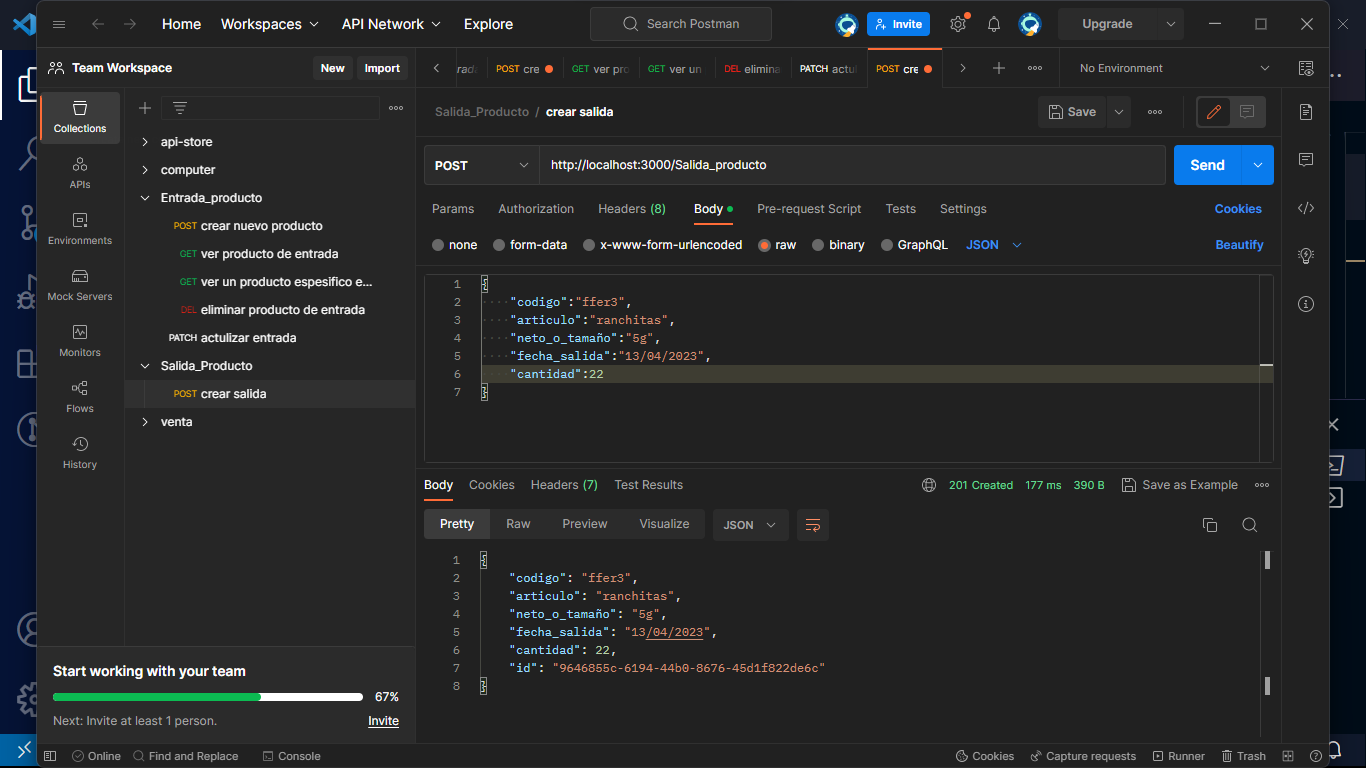 Home Workspaces API Network Explore Search Postman Invite Upgrade
Team Workspace New Import
POST cre GET ver pro GET ver un DEL elimina PATCH actul POST cre No Environment
Collections
APIs
Environments
Mock Servers
Monitors
Flows
History
api-store
computer
Entrada_producto
POST crear nuevo producto
GET ver producto de entrada
GET ver un producto espesifico e...
DEL eliminar producto de entrada
PATCH actulizar entrada
Salida_Producto
POST crear salida
venta
Start working with your team
67%
Next: Invite at least 1 person. Invite
Salida_Producto / crear salida Save
POST http://localhost:3000/Salida_producto Send
Params Authorization Headers (8) Body Pre-request Script Tests Settings Cookies
none form-data x-www-form-urlencoded raw binary GraphQL JSON Beautify
1 {
2 "codigo":"ffer3",
3 "articulo":"ranchitas",
4 "neto_o_tamaño":"5g",
5 "fecha_salida":"13/04/2023",
6 "cantidad":22
7 }
Body Cookies Headers (7) Test Results 201 Created 177 ms 390 B Save as Example
Pretty Raw Preview Visualize JSON
1 {
2 "codigo": "ffer3",
3 "articulo": "ranchitas",
4 "neto_o_tamaño": "5g",
5 "fecha_salida": "13/04/2023",
6 "cantidad": 22,
7 "id": "9646855c-6194-44b0-8676-45d1f822de6c"
8 }
Online Find and Replace Console Cookies Capture requests Runner Trash